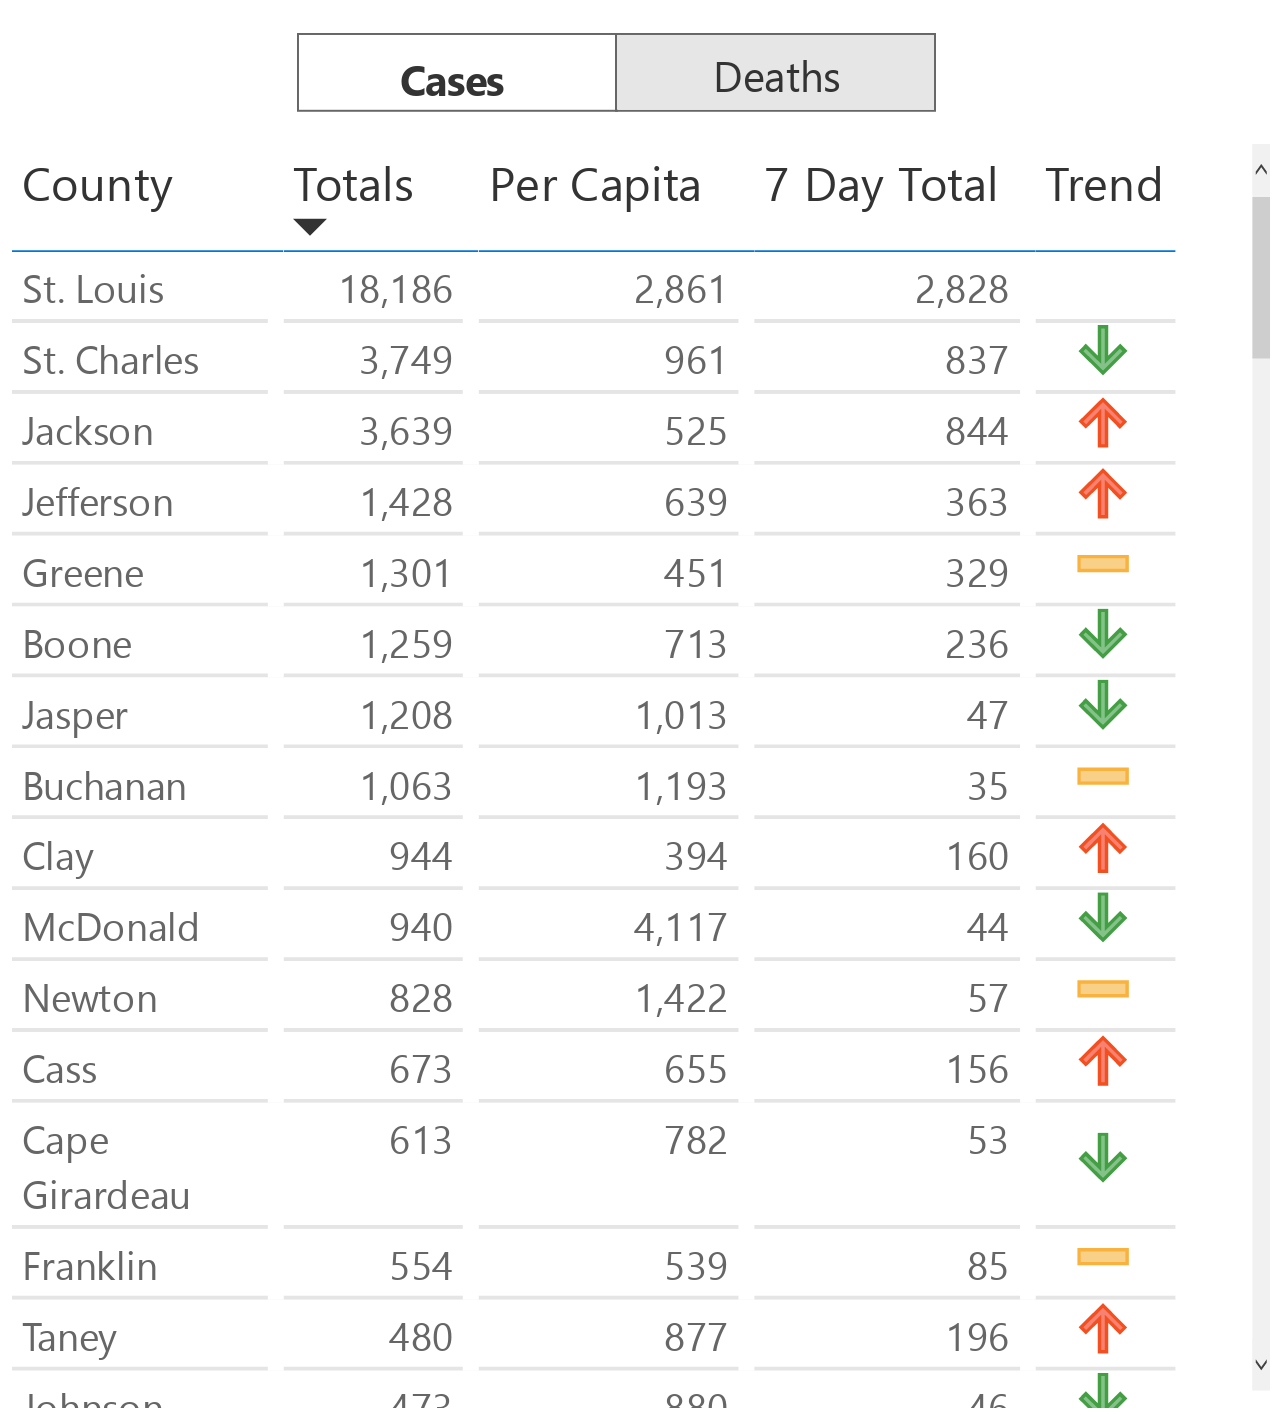 Cases Deaths
County Totals Per Capita 7 Day Total Trend
St. Louis 18,186 2,861 2,828
St. Charles 3,749 961 837
Jackson 3,639 525 844
Jefferson 1,428 639 363
Greene 1,301 451 329
Boone 1,259 713 236
Jasper 1,208 1,013 47
Buchanan 1,063 1,193 35
Clay 944 394 160
McDonald 940 4,117 44
Newton 828 1,422 57
Cass 673 655 156
Cape 613 782 53
Girardeau
Franklin 554 539 85
Taney 480 877 196
Johnson 473 880 46